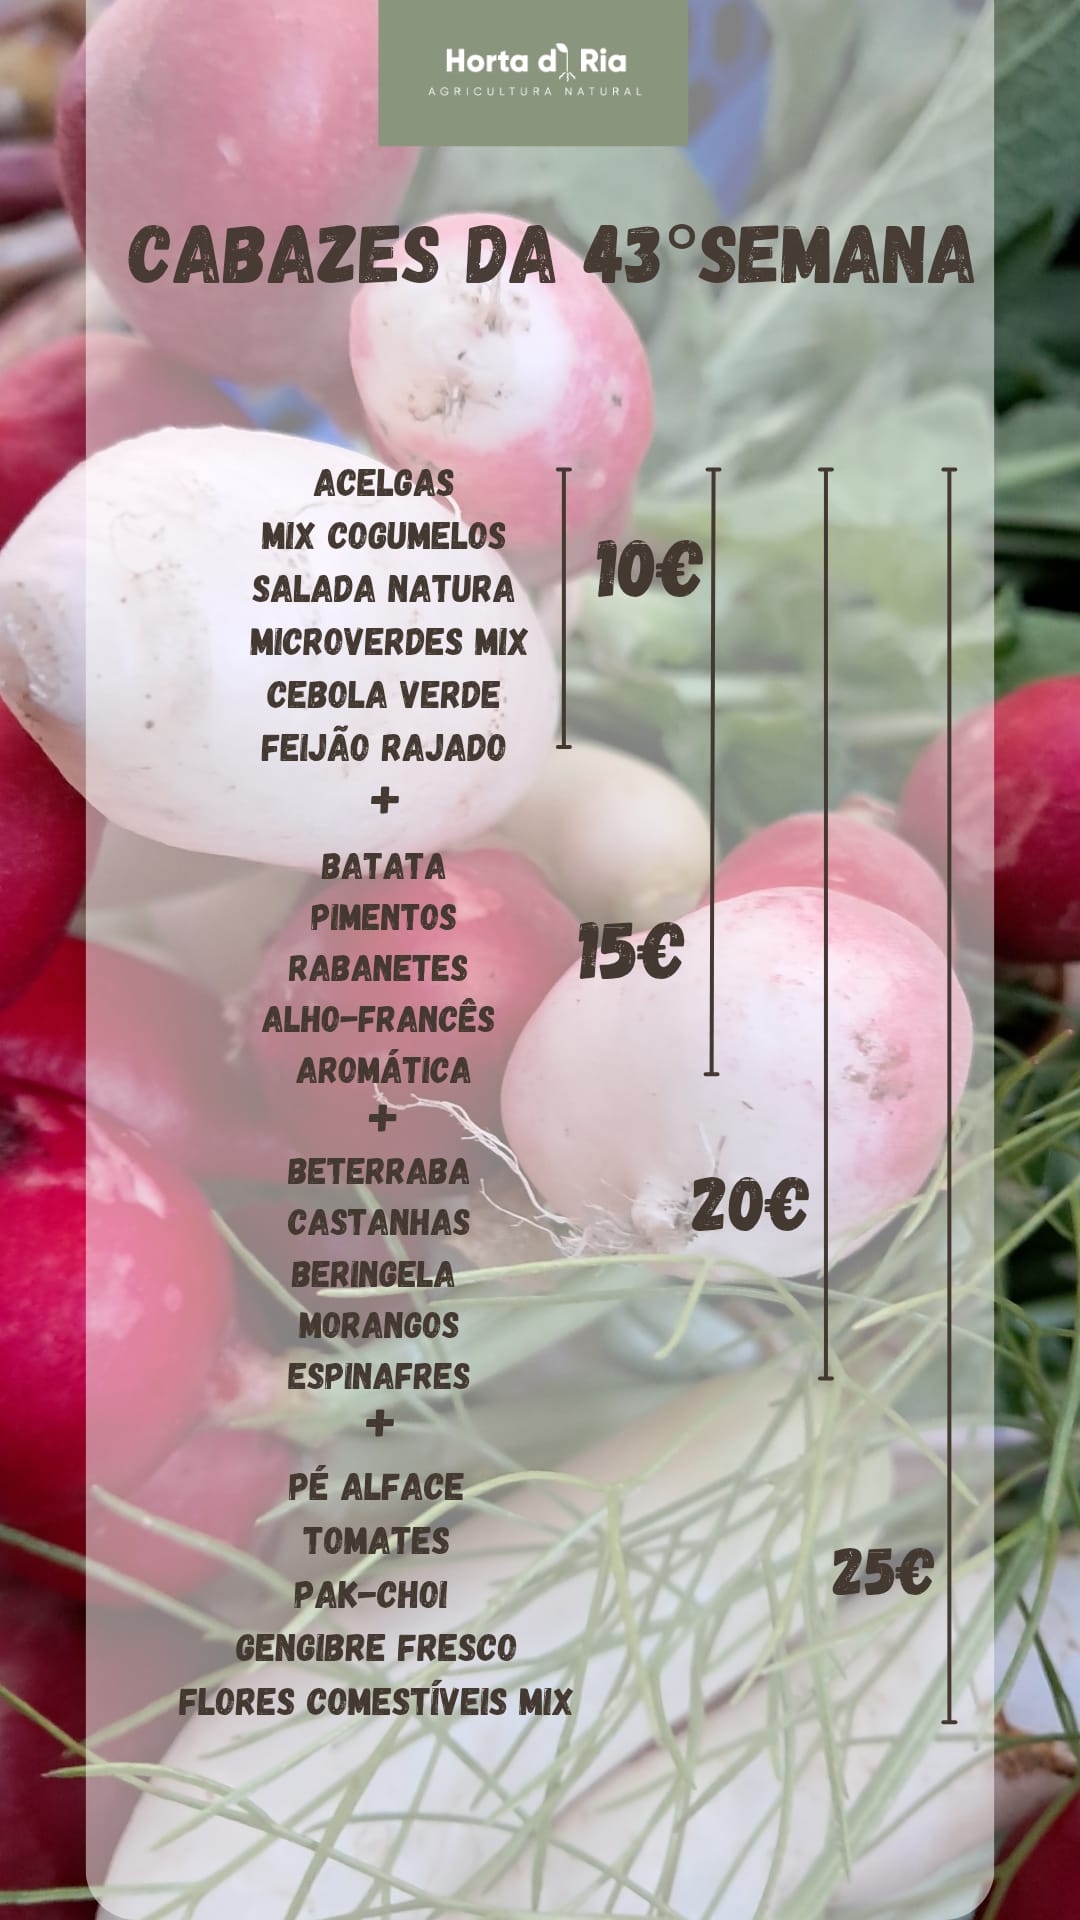 Horta d Ria
AGRICULTURA NATURAL
CABAZES DA 43°SEMANA
ACELGAS
MIX COGUMELOS
SALADA NATURA
MICROVERDES MIX
CEBOLA VERDE
FEIJÃO RAJADO
10€
+
BATATA
PIMENTOS
RABANETES
ALHO-FRANCÊS
AROMÁTICA
15€
+
BETERRABA
CASTANHAS
BERINGELA
MORANGOS
ESPINAFRES
20€
+
PÉ ALFACE
TOMATES
PAK-CHOI
GENGIBRE FRESCO
FLORES COMESTÍVEIS MIX
25€